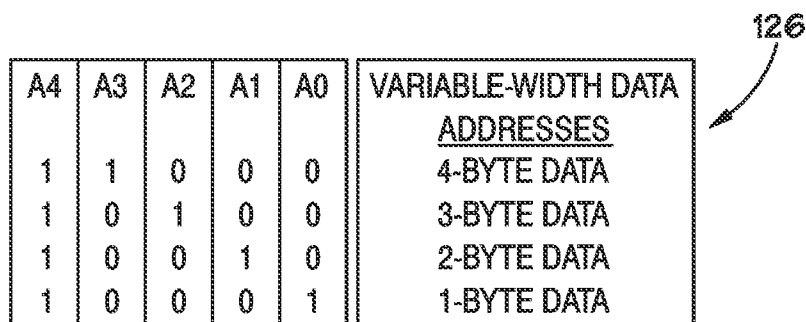 126
A4 A3 A2 A1 A0 VARIABLE-WIDTH DATA
ADDRESSES
1 1 0 0 0 4-BYTE DATA
1 0 1 0 0 3-BYTE DATA
1 0 0 1 0 2-BYTE DATA
1 0 0 0 1 1-BYTE DATA